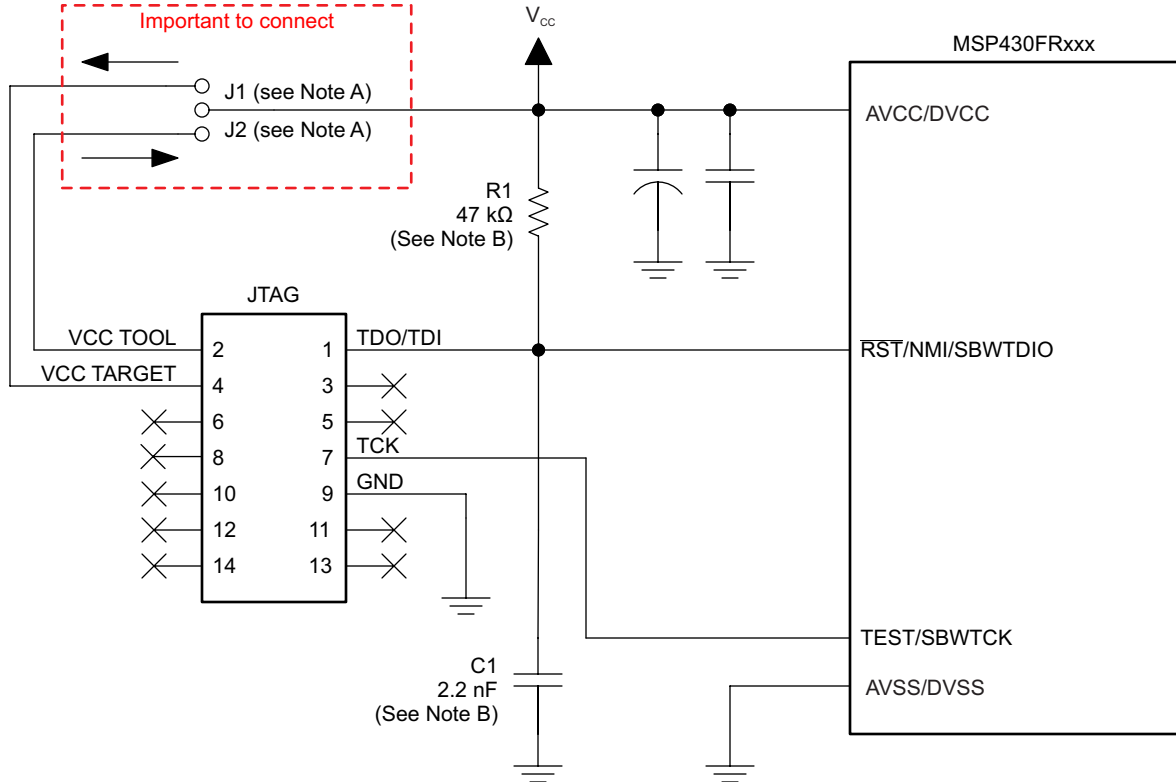 Important to connect
V_CC
MSP430FRxxx
J1 (see Note A)
J2 (see Note A)
AVCC/DVCC
R1
47 kΩ
(See Note B)
JTAG
VCC TOOL
2
1
TDO/TDI
R̅S̅T̅/NMI/SBWTDIO
VCC TARGET
4
3
6
5
TCK
8
7
GND
10
9
12
11
14
13
TEST/SBWTCK
C1
2.2 nF
(See Note B)
AVSS/DVSS